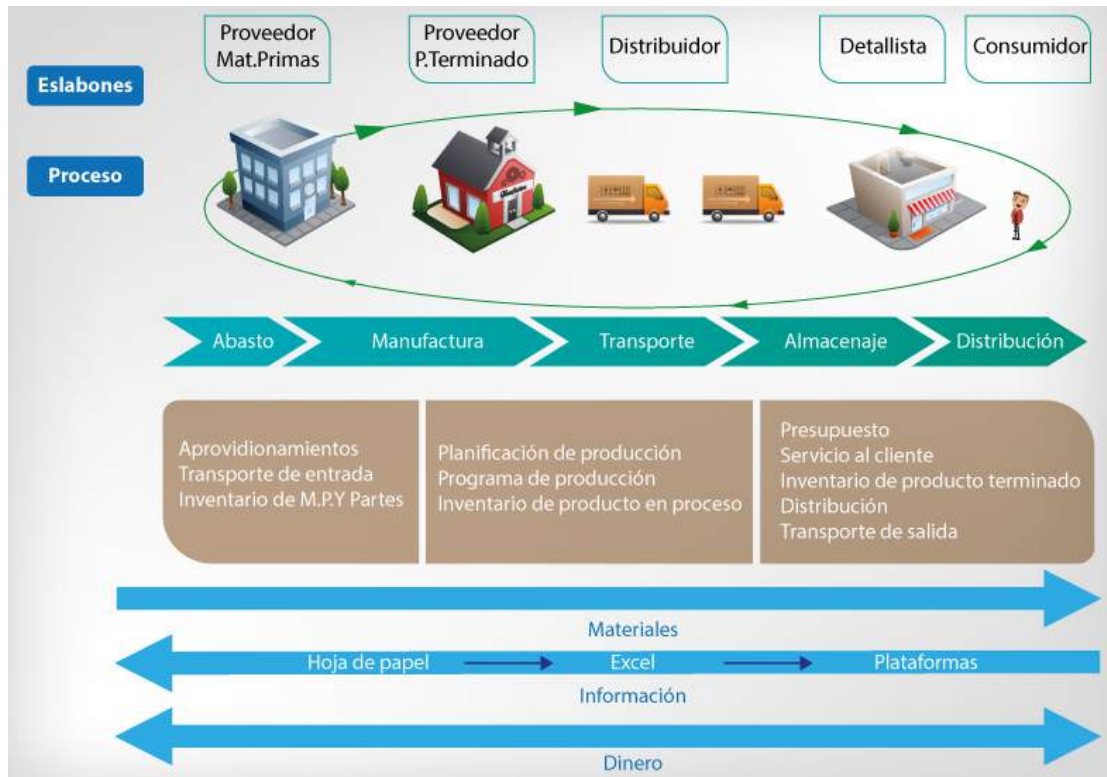 Proveedor
Mat.Primas
Proveedor
P.Terminado
Distribuidor
Detallista
Consumidor
Eslabones
Proceso
Abasto
Manufactura
Transporte
Almacenaje
Distribución
Aprovidionamientos
Transporte de entrada
Inventario de M.P.Y Partes
Planificación de producción
Programa de producción
Inventario de producto en proceso
Presupuesto
Servicio al cliente
Inventario de producto terminado
Distribución
Transporte de salida
Materiales
Hoja de papel
Excel
Plataformas
Información
Dinero